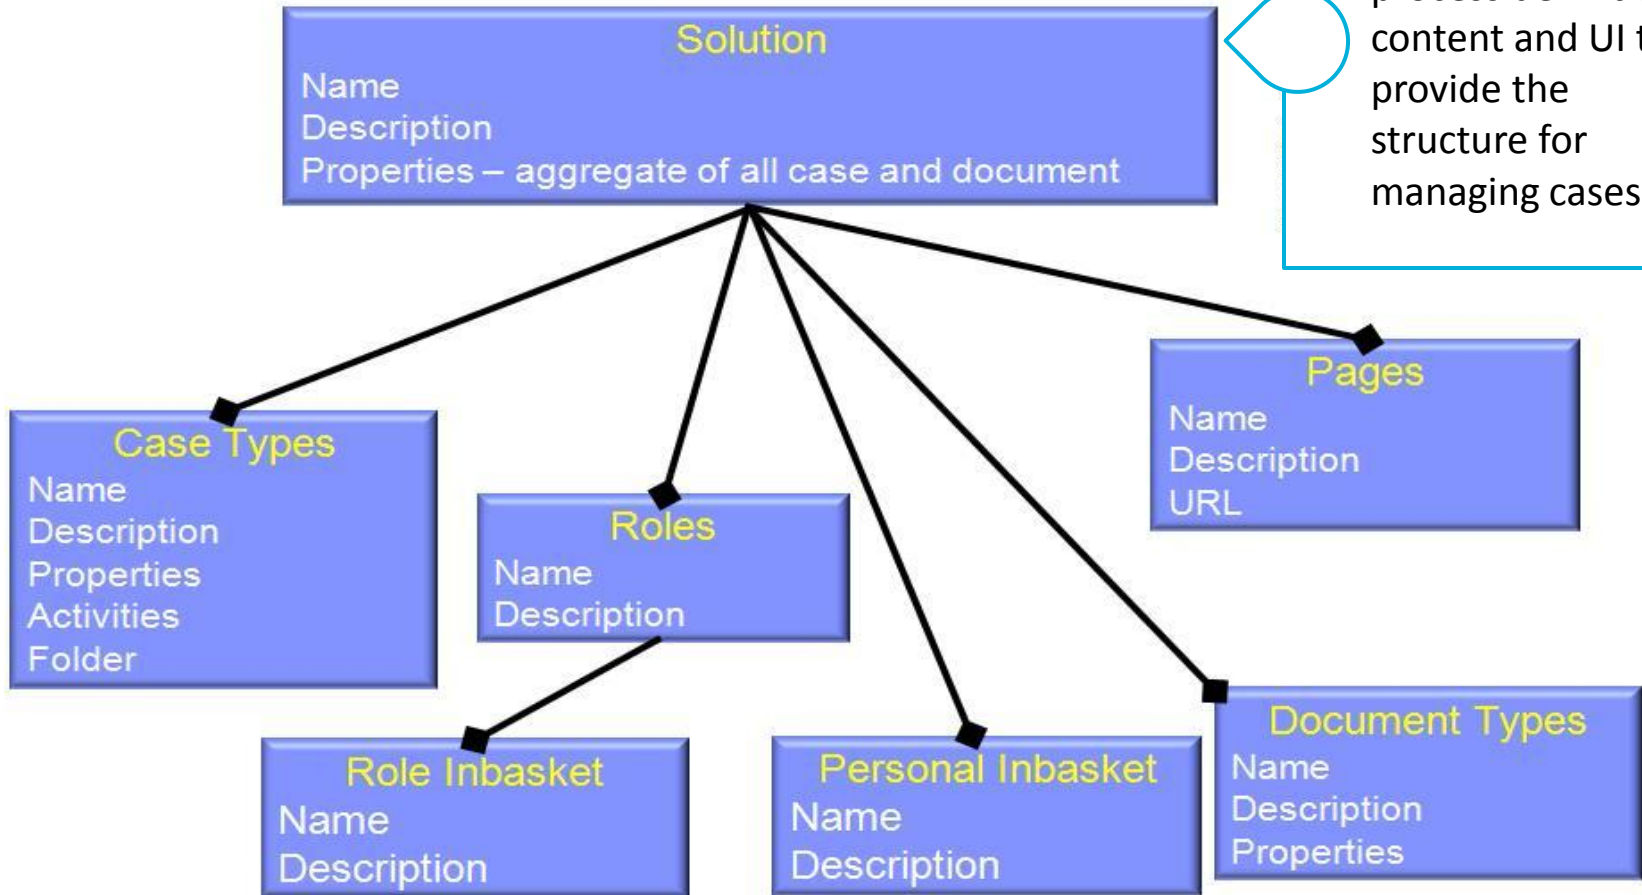 Solution
Name
Description
Properties – aggregate of all case and document
content and UI
provide the
structure for
managing cases
Pages
Name
Description
URL
Case Types
Name
Description
Properties
Activities
Folder
Roles
Name
Description
Role Inbasket
Name
Description
Personal Inbasket
Name
Description
Document Types
Name
Description
Properties